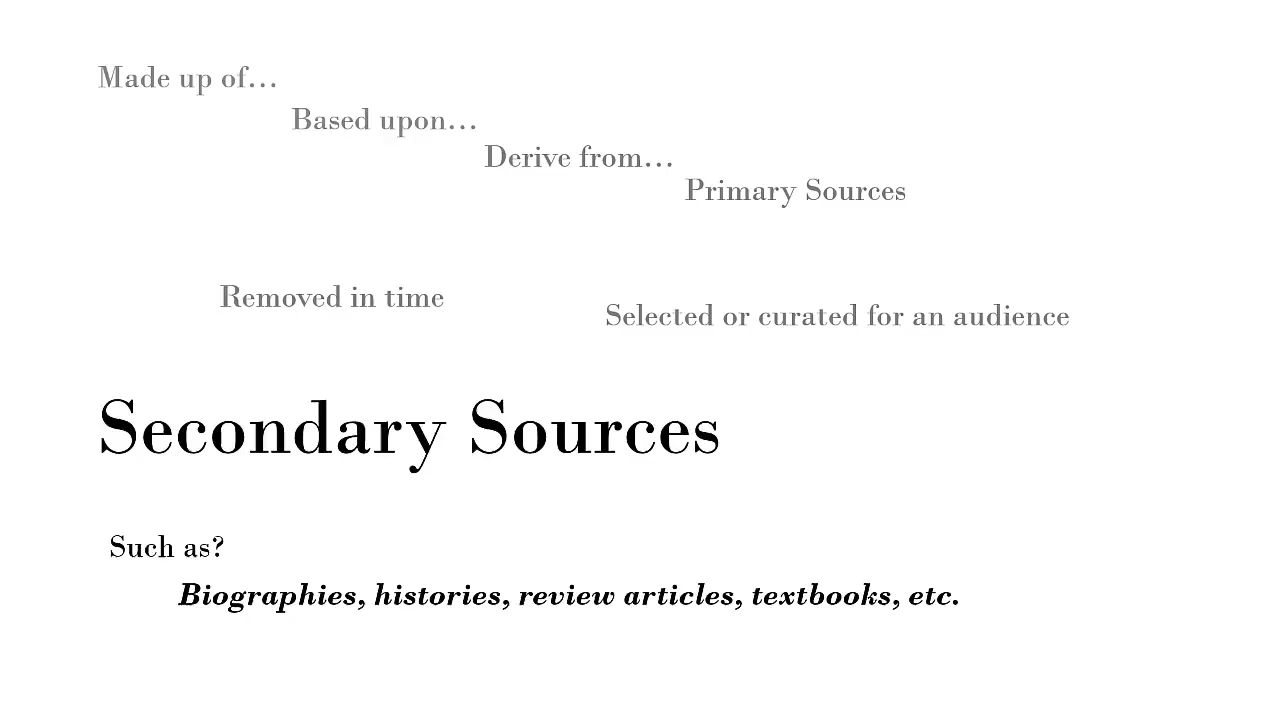 Made up of…
Based upon…
Derive from…
Primary Sources
Removed in time
Selected or curated for an audience
Secondary Sources
Such as?
Biographies, histories, review articles, textbooks, etc.